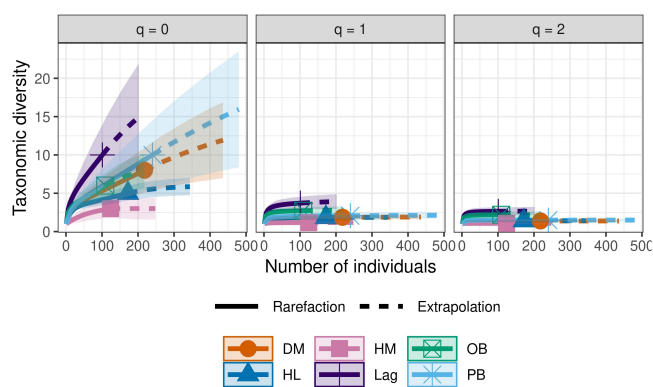 q = 0 q = 1 q = 2
Taxonomic diversity
20
15
10
5
0
0 100 200 300 400 500 0 100 200 300 400 500 0 100 200 300 400 500
Number of individuals
Rarefaction Extrapolation
DM HM OB
HL Lag PB